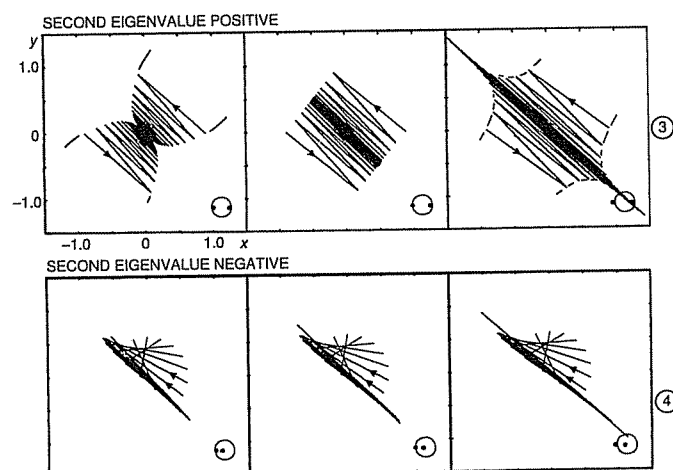 SECOND EIGENVALUE POSITIVE
y
1.0
0
−1.0
−1.0 0 x 1.0
3
SECOND EIGENVALUE NEGATIVE
4